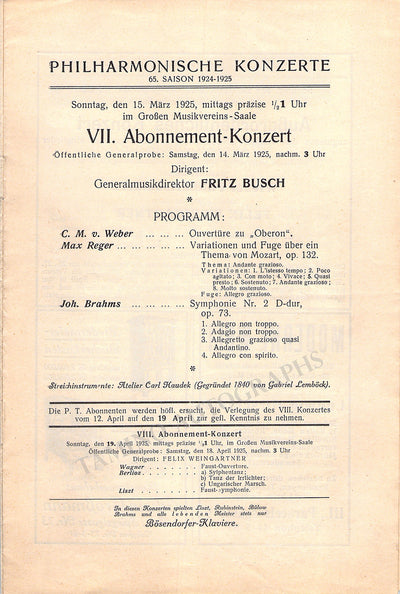 PHILHARMONISCHE KONZERTE
65. SAISON 1924-1925
Sonntag, den 15. März 1925, mittags präzise ½1 Uhr
im Großen Musikvereins-Saale
VII. Abonnement-Konzert
Öffentliche Generalprobe: Samstag, den 14. März 1925, nachm. 3 Uhr
Dirigent:
Generalmusikdirektor FRITZ BUSCH
*
PROGRAMM:
C. M. v. Weber ... ... ... Ouvertüre zu „Oberon“.
Max Reger ... ... ... ... ... Variationen und Fuge über ein
Thema von Mozart, op. 132.
Thema: Andante grazioso.
Variationen: 1. L'istesso tempo; 2. Poco
agitato; 3. Con moto; 4. Vivace; 5. Quasi
presto; 6. Sostenuto; 7. Andante grazioso;
8. Molto sostenuto.
Fuge: Allegro grazioso.
Joh. Brahms ... ... ... ... Symphonie Nr. 2 D-dur,
op. 73.
1. Allegro non troppo.
2. Adagio non troppo.
3. Allegretto grazioso quasi
Andantino.
4. Allegro con spirito.
*
Streichinstrumente: Atelier Carl Haudek (Gegründet 1840 von Gabriel Lemböck).
Die P. T. Abonnenten werden höfl. ersucht, die Verlegung des VIII. Konzertes
vom 12. April auf den 19 April zur gefl. Kenntnis zu nehmen.
VIII. Abonnement-Konzert
Sonntag, den 19. April 1925, mittags präzise ½1 Uhr, im Großen Musikvereins-Saale
Öffentliche Generalprobe: Samstag, den 18. April 1925, nachm. 3 Uhr
Dirigent: FELIX WEINGARTNER
Wagner . . . . . . . . Faust-Ouverture.
Berlioz . . . . . . . . a) Sylphentanz;
b) Tanz der Irrlichter;
c) Ungarischer Marsch.
Liszt . . . . . . . . Faust-Symphonie.
In diesen Konzerten spielten Liszt, Rubinstein, Bülow
Brahms und alle lebenden Meister stets nur
Bösendorfer-Klaviere.
TAMINO AUTOGRAPHS